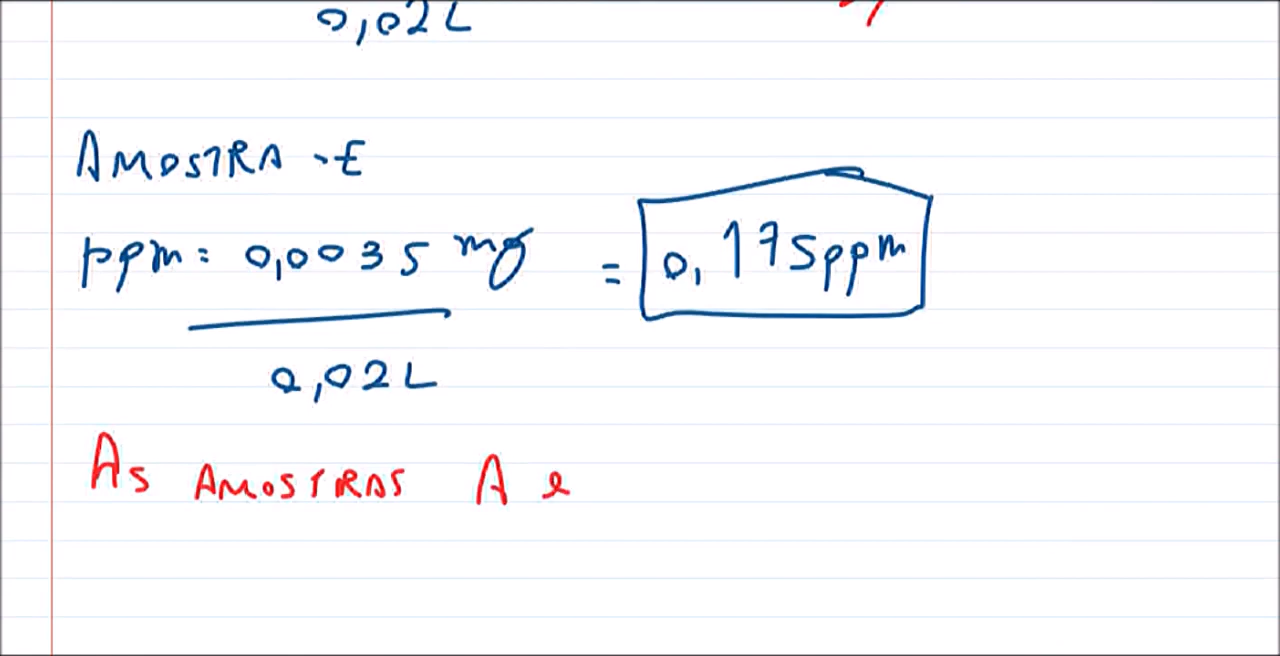 0,02L
AMOSTRA -E
ppm: 0,0035 mg = 0,175ppm
0,02L
As AMOSTRAS A e